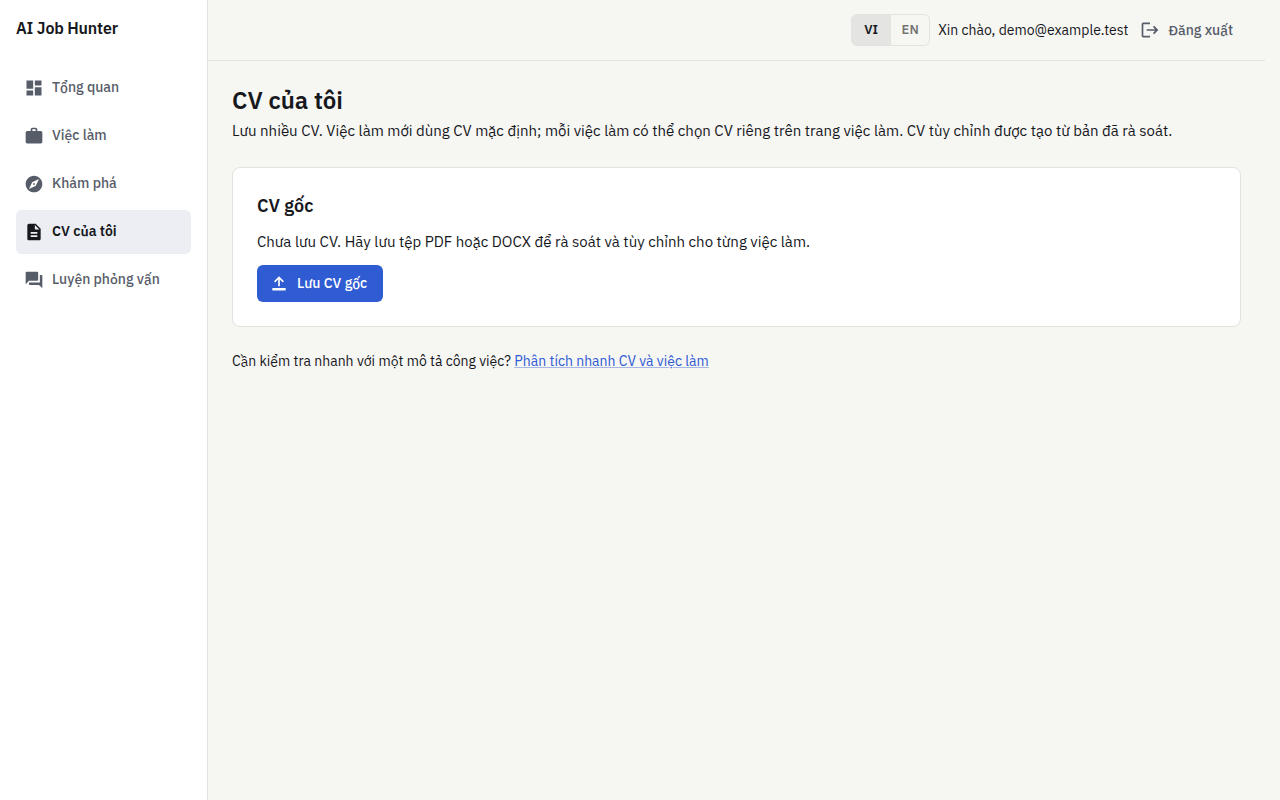 AI Job Hunter
VI EN Xin chào, demo@example.test Đăng xuất
Tổng quan
Việc làm
Khám phá
CV của tôi
Luyện phỏng vấn
CV của tôi
Lưu nhiều CV. Việc làm mới dùng CV mặc định; mỗi việc làm có thể chọn CV riêng trên trang việc làm. CV tùy chỉnh được tạo từ bản đã rà soát.
CV gốc
Chưa lưu CV. Hãy lưu tệp PDF hoặc DOCX để rà soát và tùy chỉnh cho từng việc làm.
Lưu CV gốc
Cần kiểm tra nhanh với một mô tả công việc? Phân tích nhanh CV và việc làm